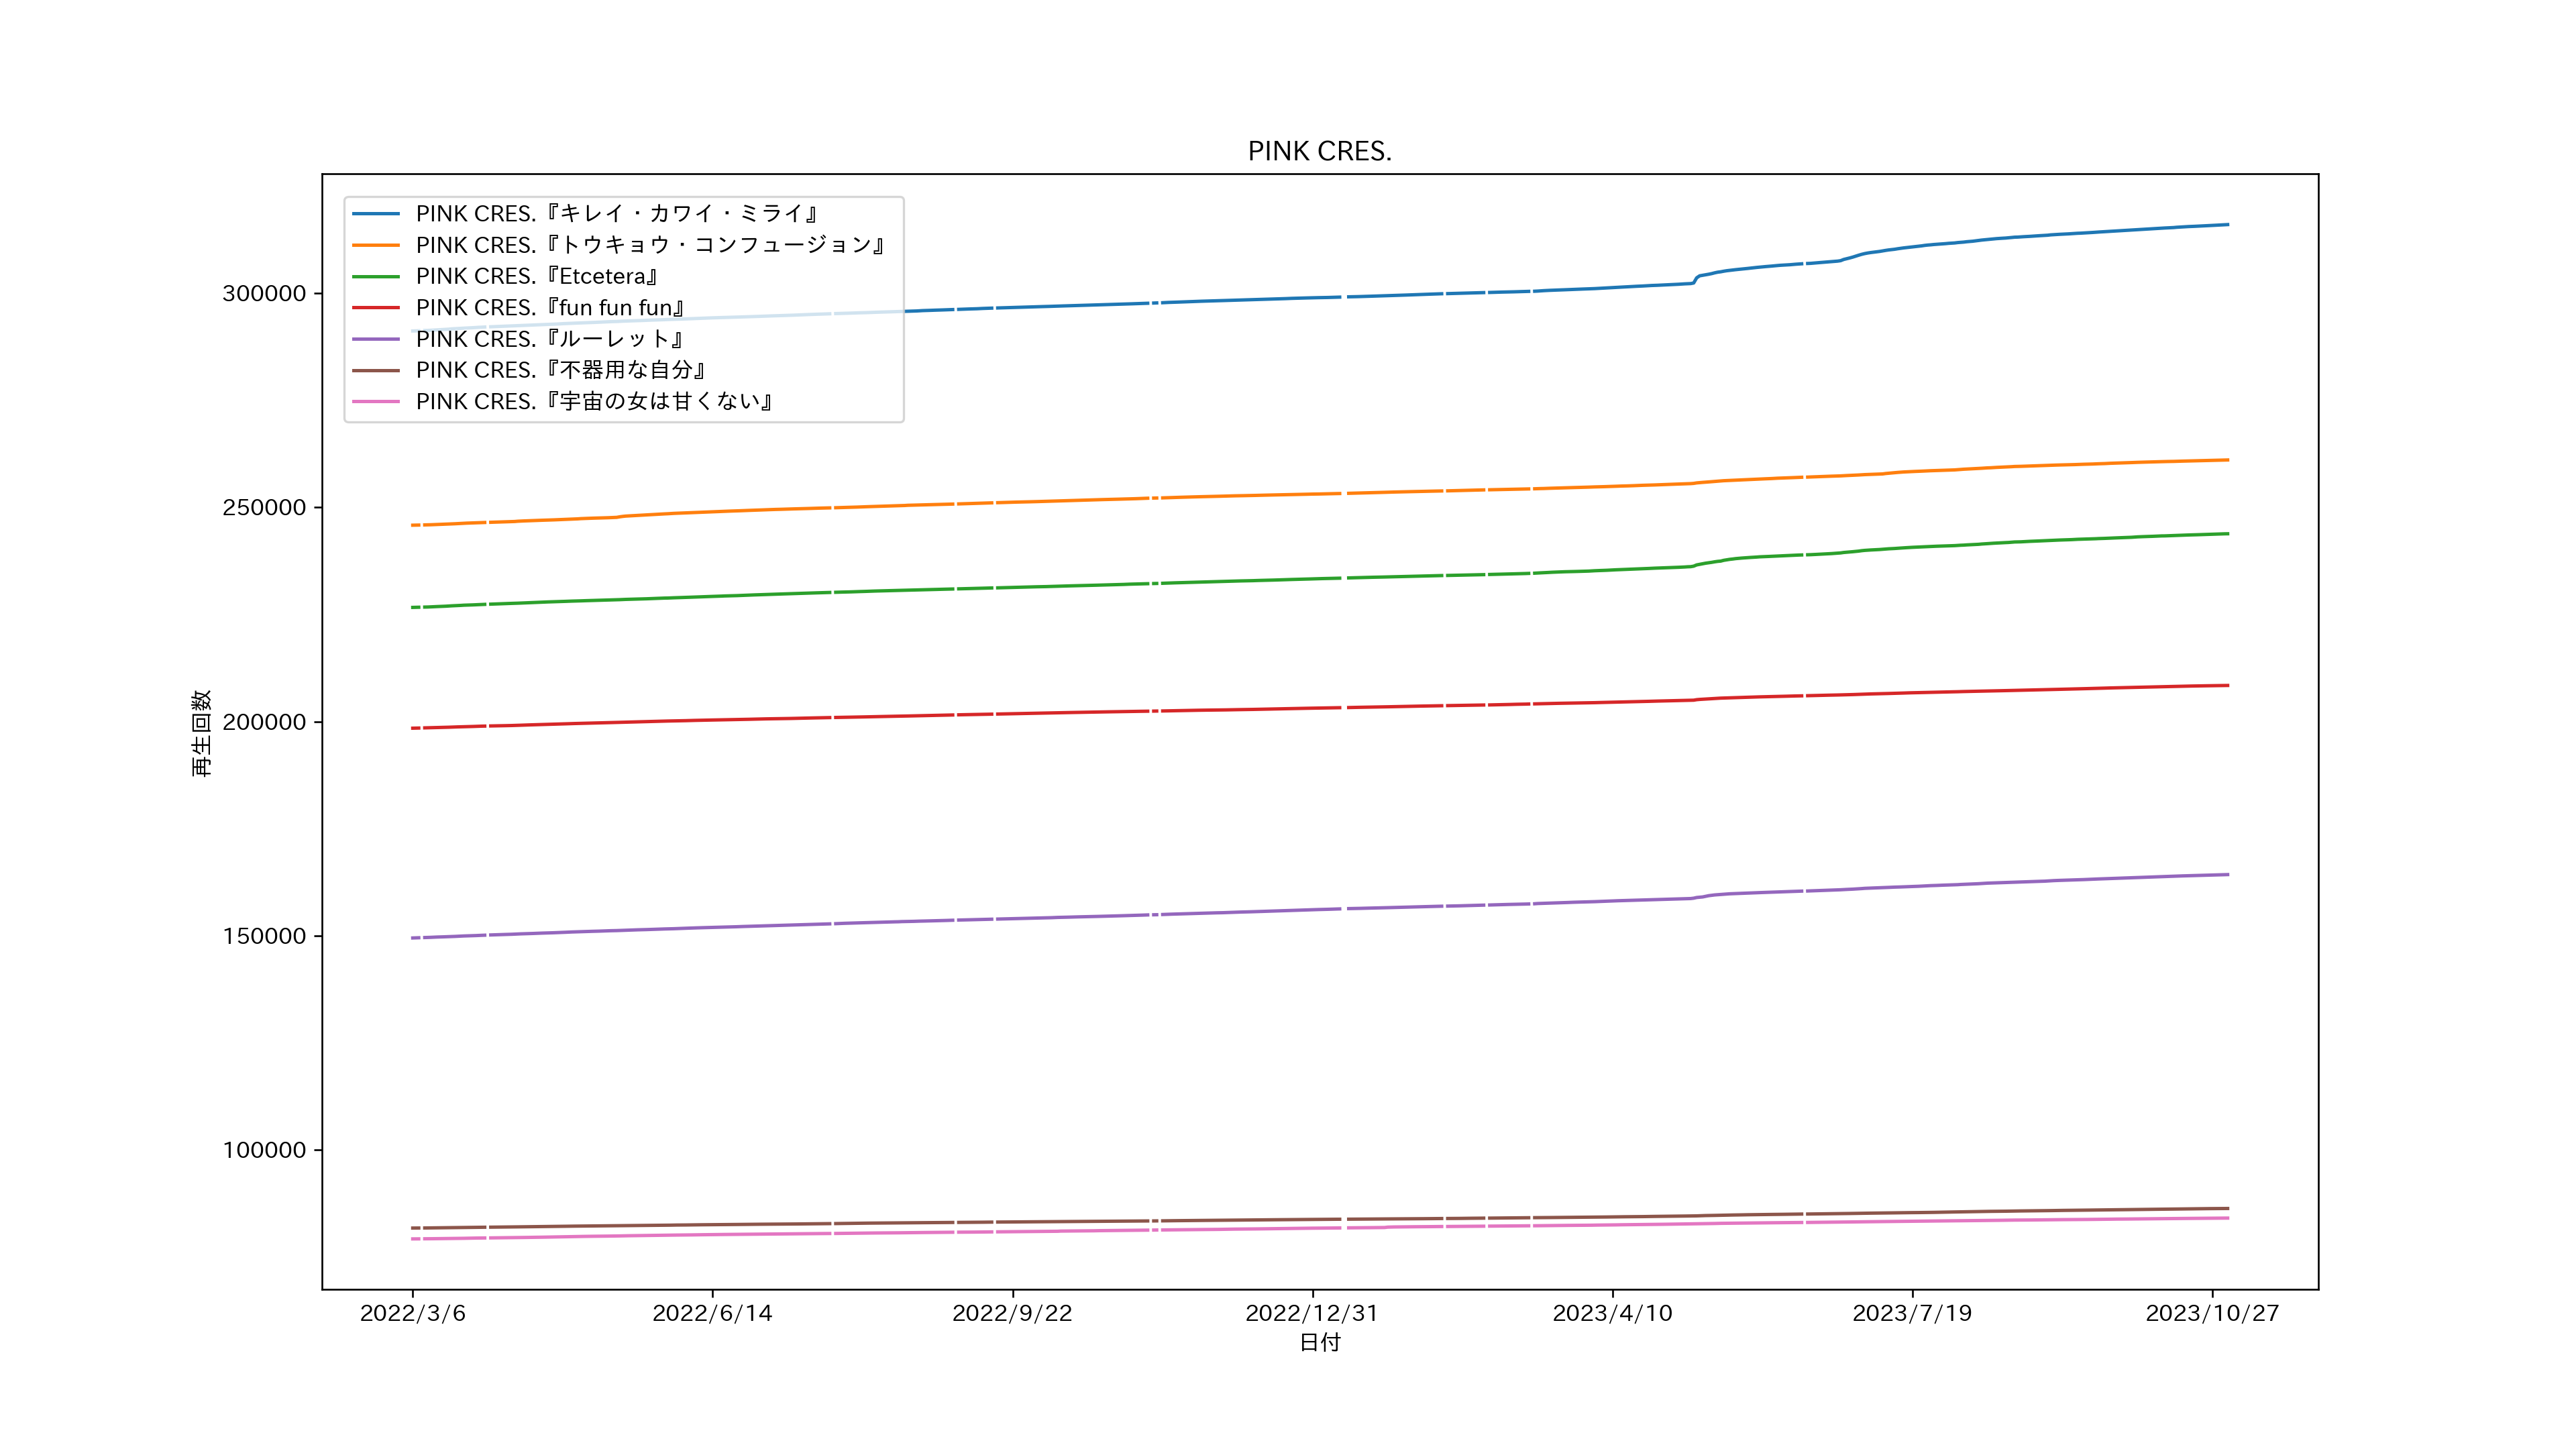 PINK CRES.
PINK CRES.『キレイ・カワイ・ミライ』
PINK CRES.『トウキョウ・コンフュージョン』
PINK CRES.『Etcetera』
PINK CRES.『fun fun fun』
PINK CRES.『ルーレット』
PINK CRES.『不器用な自分』
PINK CRES.『宇宙の女は甘くない』
300000
250000
200000
150000
100000
再生回数
2022/3/6 2022/6/14 2022/9/22 2022/12/31 2023/4/10 2023/7/19 2023/10/27
日付